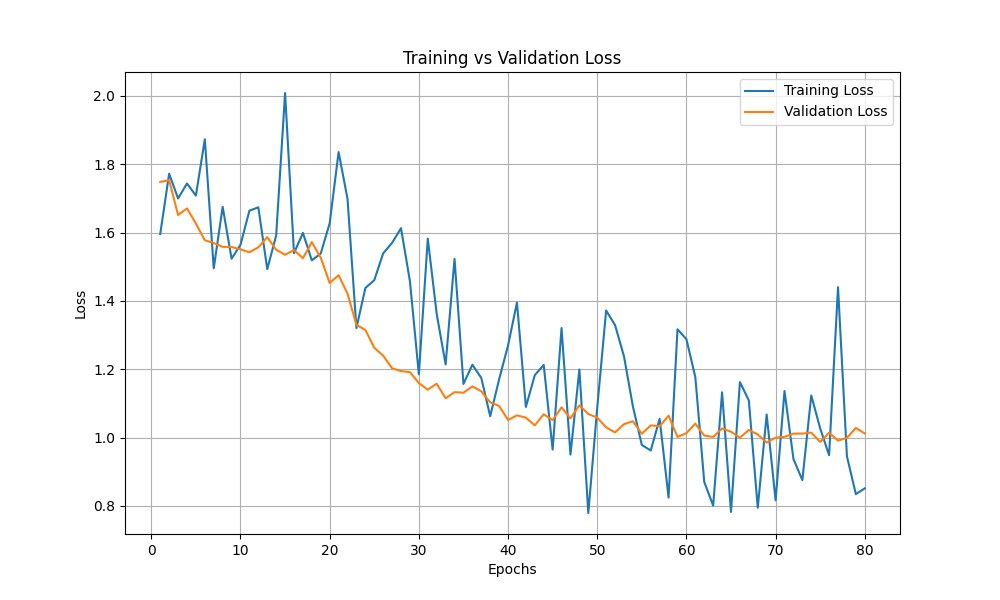 Training vs Validation Loss
Training Loss
Validation Loss
2.0
1.8
1.6
1.4
1.2
1.0
0.8
Loss
0 10 20 30 40 50 60 70 80
Epochs